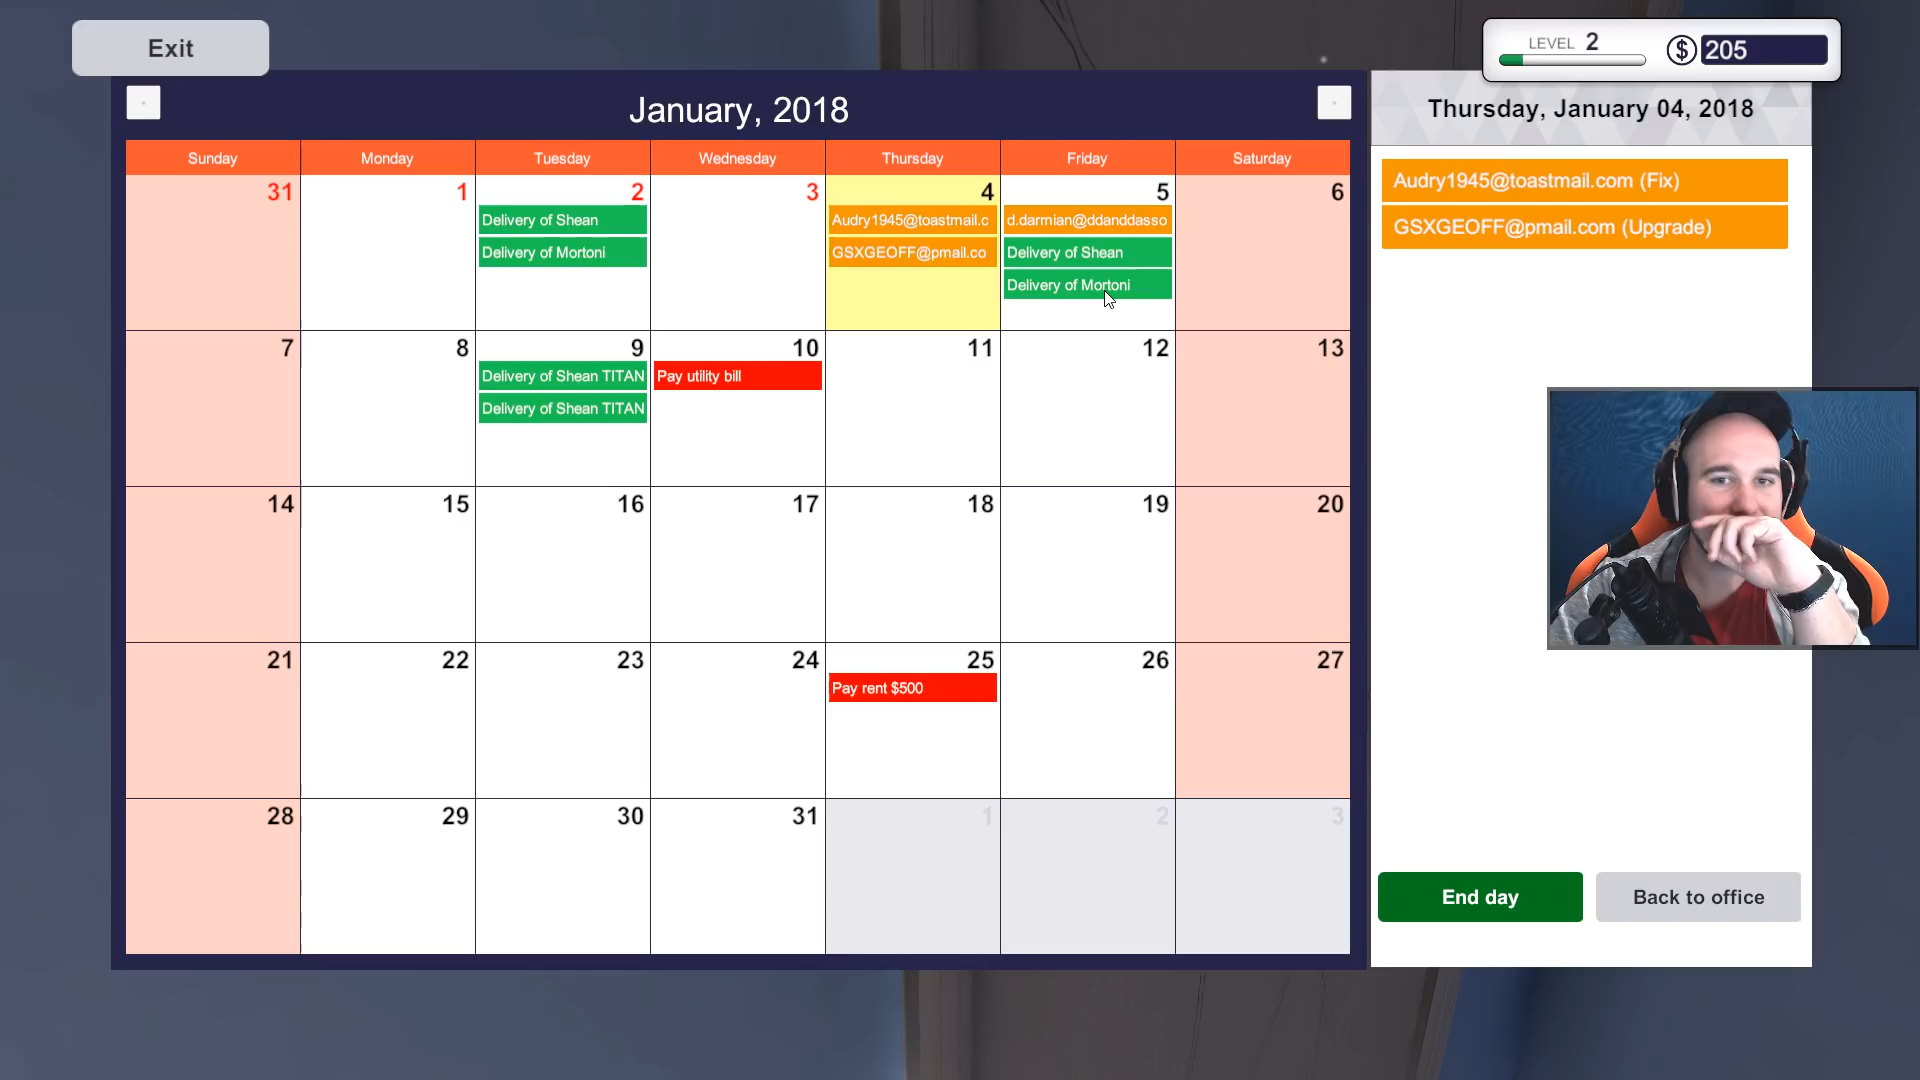 Exit
LEVEL 2
$ 205
January, 2018
Thursday, January 04, 2018
Sunday Monday Tuesday Wednesday Thursday Friday Saturday
31 1 2 3 4 5 6
Delivery of Shean
Delivery of Mortoni
Audry1945@toastmail.c
GSXGEOFF@pmail.co
d.darmian@ddanddasso
Delivery of Shean
Delivery of Mortoni
7 8 9 10 11 12 13
Delivery of Shean TITAN
Delivery of Shean TITAN
Pay utility bill
14 15 16 17 18 19 20
21 22 23 24 25 26 27
Pay rent $500
28 29 30 31 1 2 3
Audry1945@toastmail.com (Fix)
GSXGEOFF@pmail.com (Upgrade)
End day
Back to office